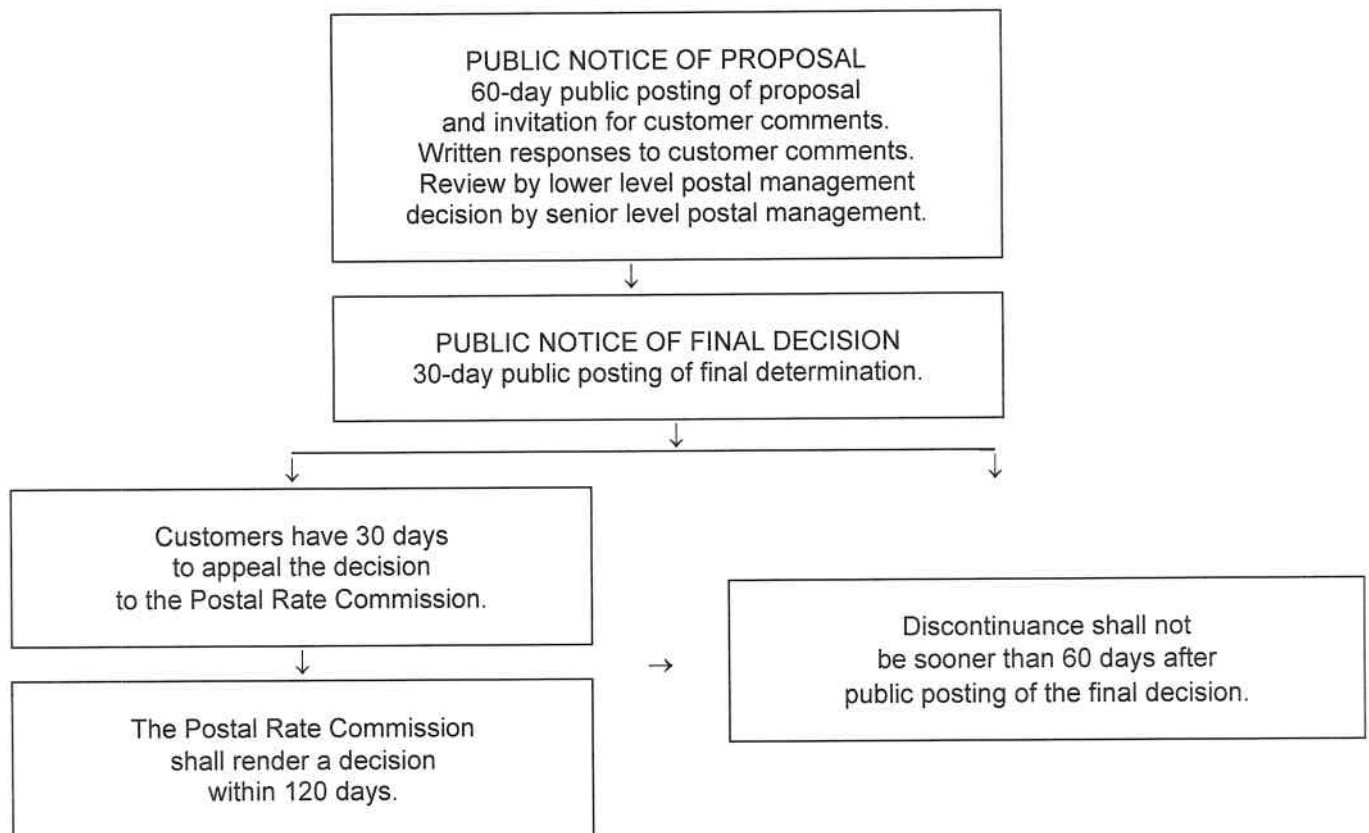 PUBLIC NOTICE OF PROPOSAL
60-day public posting of proposal
and invitation for customer comments.
Written responses to customer comments.
Review by lower level postal management
decision by senior level postal management.
↓
PUBLIC NOTICE OF FINAL DECISION
30-day public posting of final determination.
↓
↓ ↓
Customers have 30 days
to appeal the decision
to the Postal Rate Commission.
↓
→
The Postal Rate Commission
shall render a decision
within 120 days.
Discontinuance shall not
be sooner than 60 days after
public posting of the final decision.